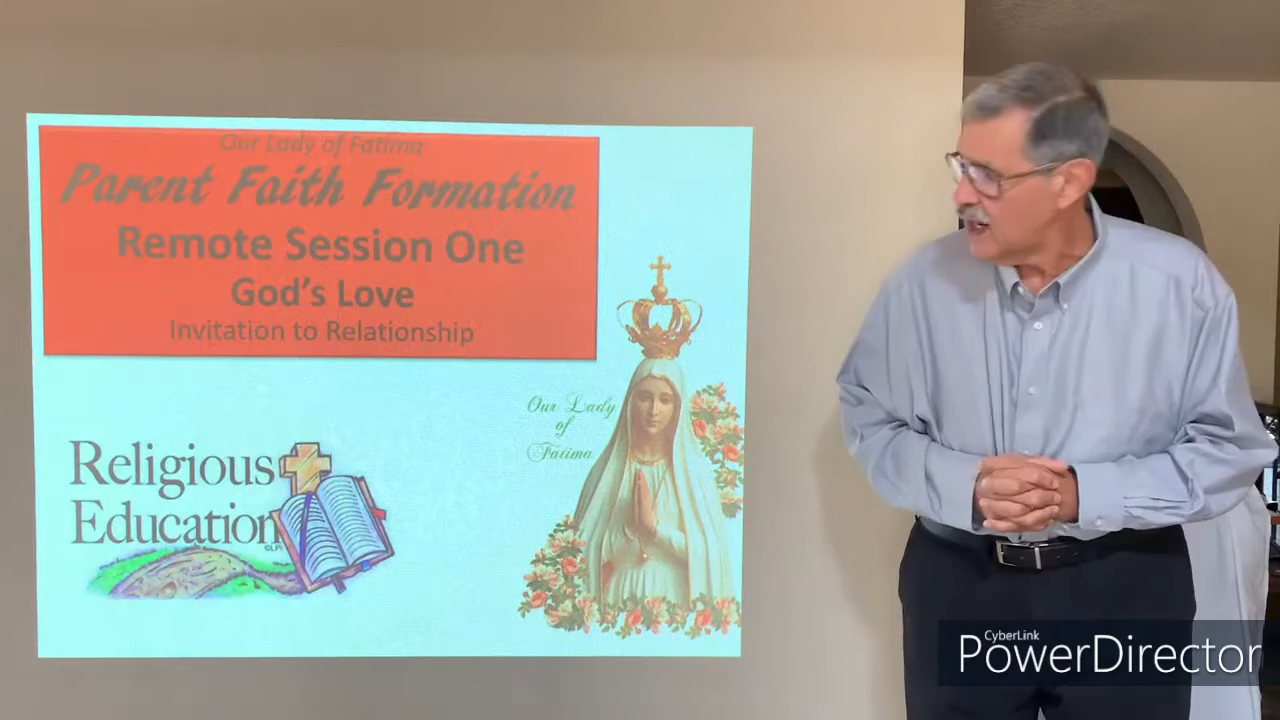 Our Lady of Fatima
Parent Faith Formation
Remote Session One
God's Love
Invitation to Relationship
Our Lady
of
Fatima
Religious
Education
©LPi
CyberLink
PowerDirector